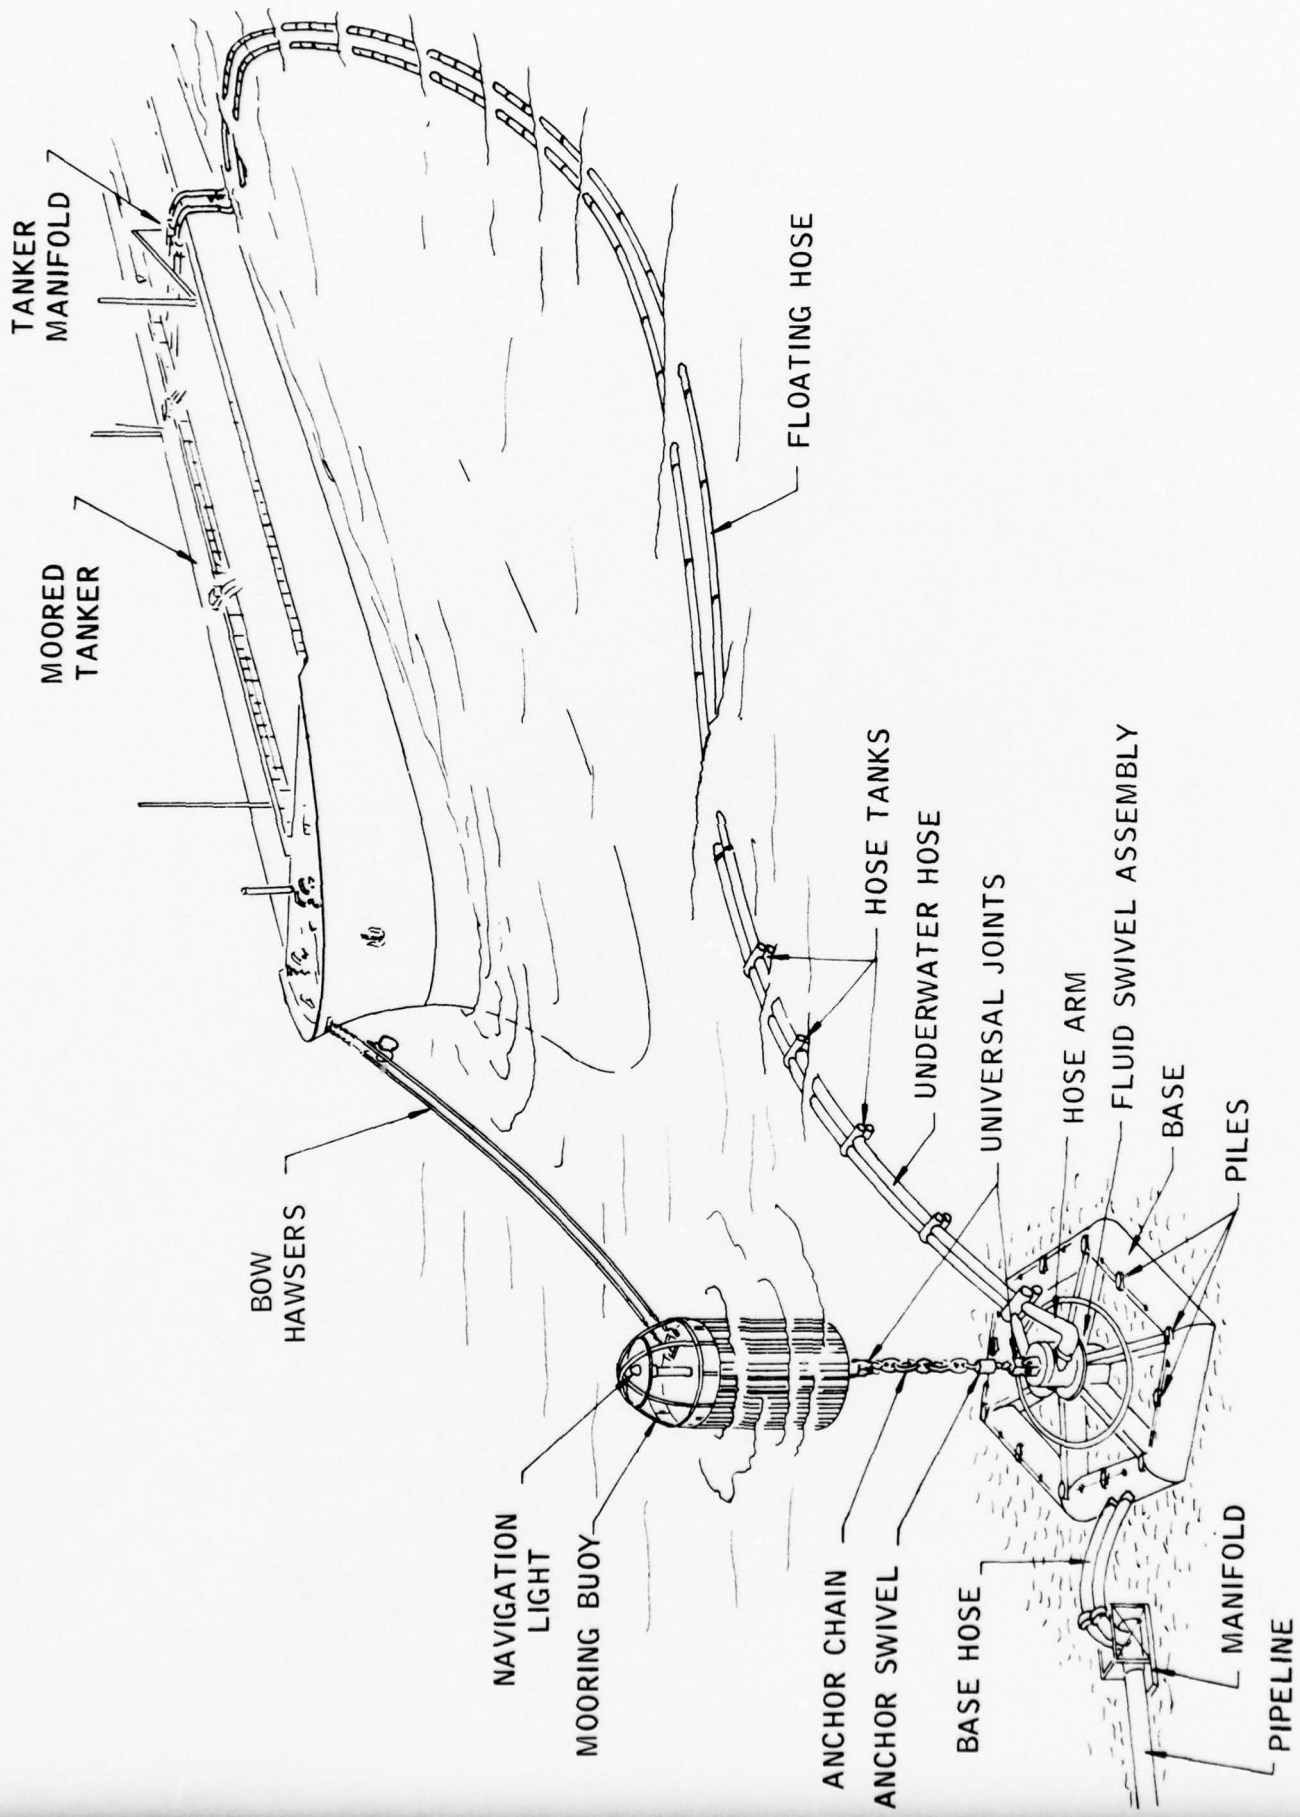 TANKER
MANIFOLD
MOORED
TANKER
BOW
HAWSERS
FLOATING HOSE
NAVIGATION
LIGHT
MOORING BUOY
HOSE TANKS
UNDERWATER HOSE
UNIVERSAL JOINTS
HOSE ARM
FLUID SWIVEL ASSEMBLY
BASE
PILES
ANCHOR CHAIN
ANCHOR SWIVEL
BASE HOSE
MANIFOLD
PIPELINE